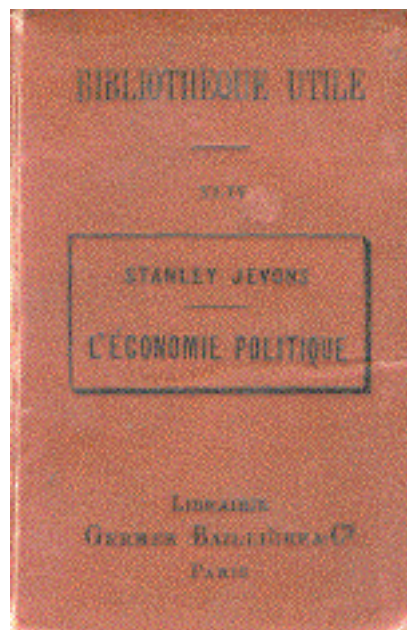 BIBLIOTHÈQUE UTILE
STANLEY JEVONS
L'ÉCONOMIE POLITIQUE
LIBRAIRIE
GERMER BAILLIÈRE & Cie
PARIS